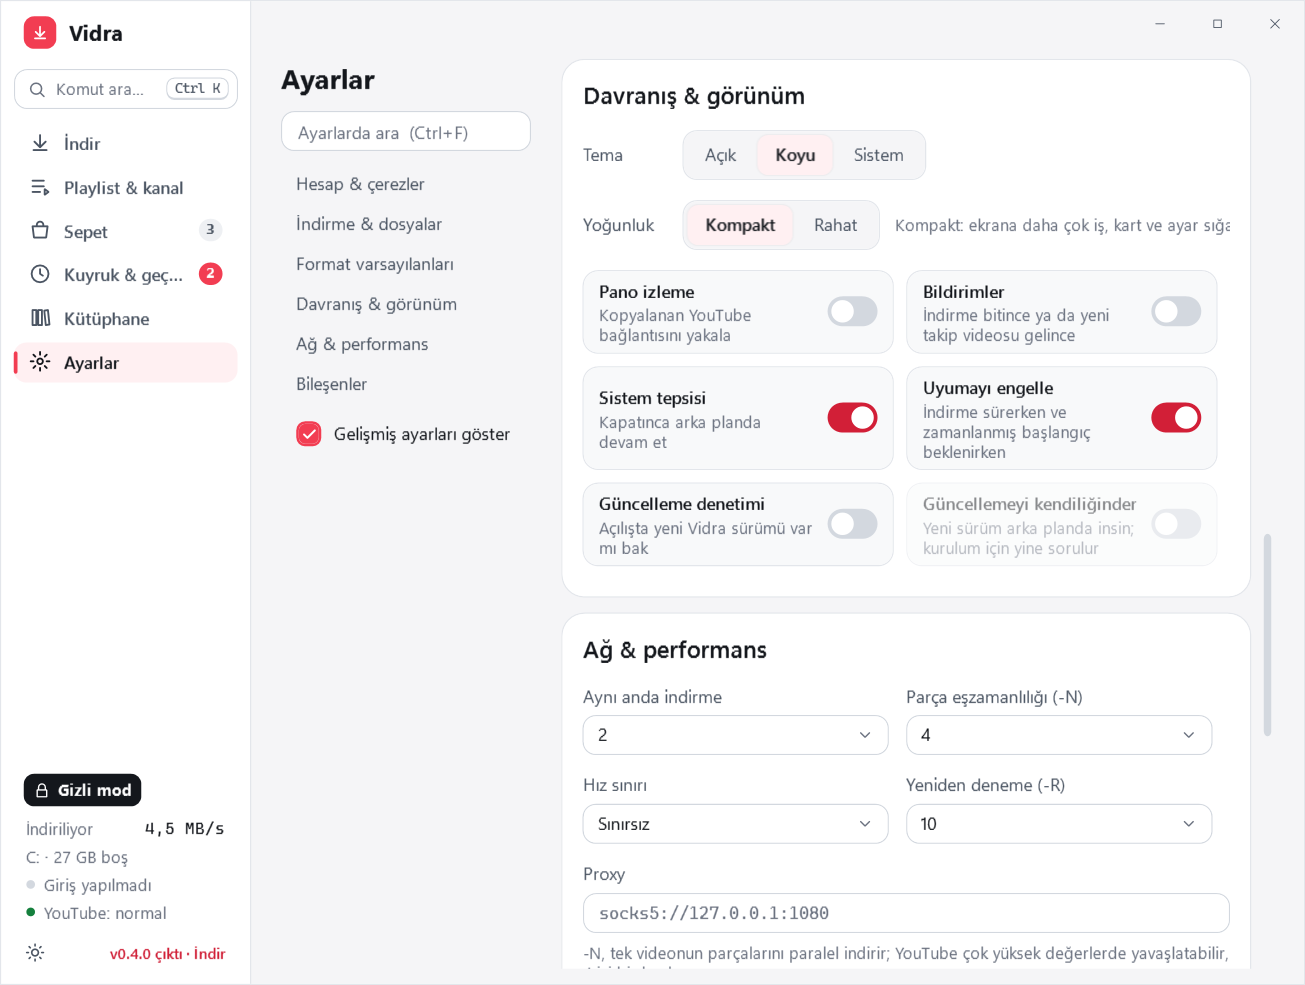 Vidra
Komut ara...
Ctrl K
İndir
Playlist & kanal
Sepet
3
Kuyruk & geç...
2
Kütüphane
Ayarlar
Gizli mod
İndiriliyor
4,5 MB/s
C: · 27 GB boş
Giriş yapılmadı
YouTube: normal
v0.4.0 çıktı · İndir
Ayarlar
Ayarlarda ara (Ctrl+F)
Hesap & çerezler
İndirme & dosyalar
Format varsayılanları
Davranış & görünüm
Ağ & performans
Bileşenler
Gelişmiş ayarları göster
Davranış & görünüm
Tema
Açık
Koyu
Sistem
Yoğunluk
Kompakt
Rahat
Kompakt: ekrana daha çok iş, kart ve ayar sığa
Pano izleme
Kopyalanan YouTube
bağlantısını yakala
Bildirimler
İndirme bitince ya da yeni
takip videosu gelince
Sistem tepsisi
Kapatınca arka planda
devam et
Uyumayı engelle
İndirme sürerken ve
zamanlanmış başlangıç
beklenirken
Güncelleme denetimi
Açılışta yeni Vidra sürümü var
mı bak
Güncellemeyi kendiliğinder
Yeni sürüm arka planda insin;
kurulum için yine sorulur
Ağ & performans
Aynı anda indirme
2
Parça eşzamanlılığı (-N)
4
Hız sınırı
Sınırsız
Yeniden deneme (-R)
10
Proxy
socks5://127.0.0.1:1080
-N, tek videonun parçalarını paralel indirir; YouTube çok yüksek değerlerde yavaşlatabilir,